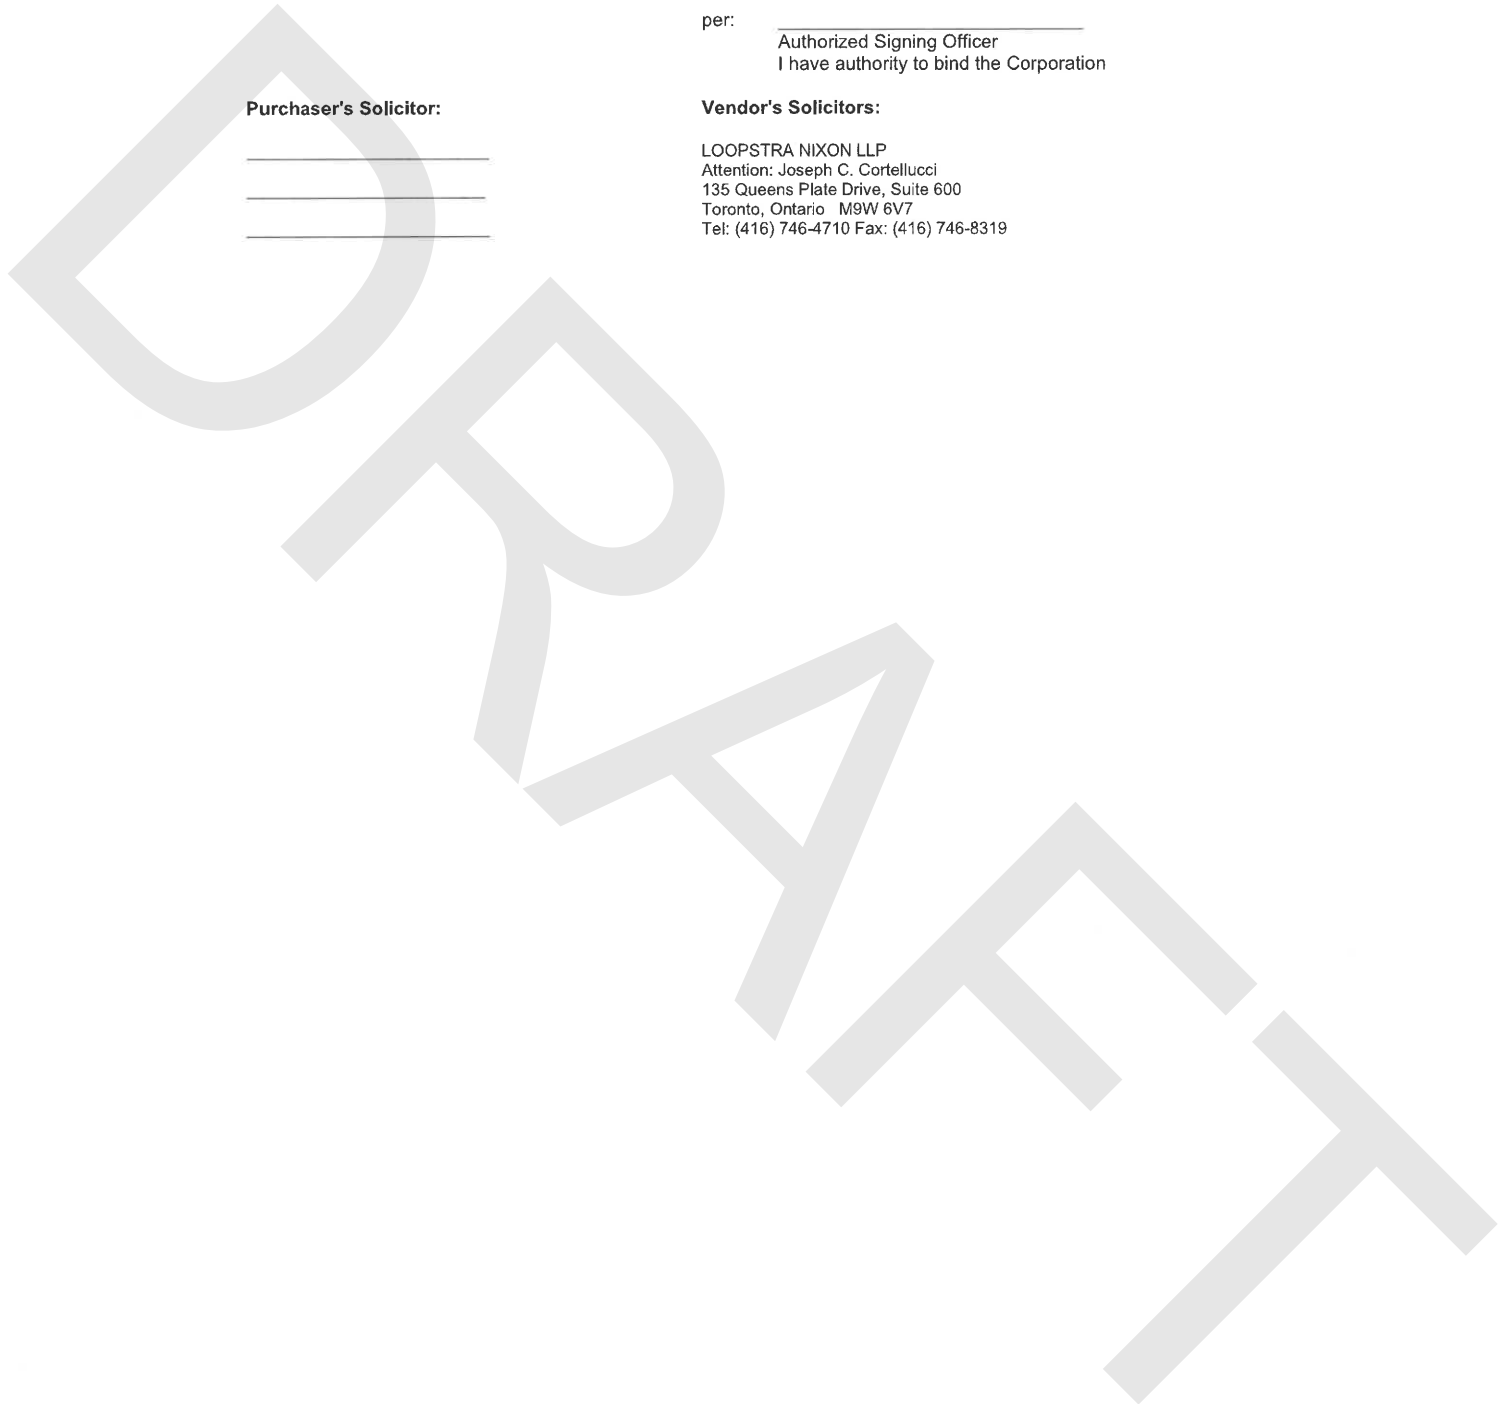 per:
Authorized Signing Officer
I have authority to bind the Corporation
Purchaser's Solicitor:
Vendor's Solicitors:
LOOPSTRA NIXON LLP
Attention: Joseph C. Cortellucci
135 Queens Plate Drive, Suite 600
Toronto, Ontario M9W 6V7
Tel: (416) 746-4710 Fax: (416) 746-8319
DRAFT